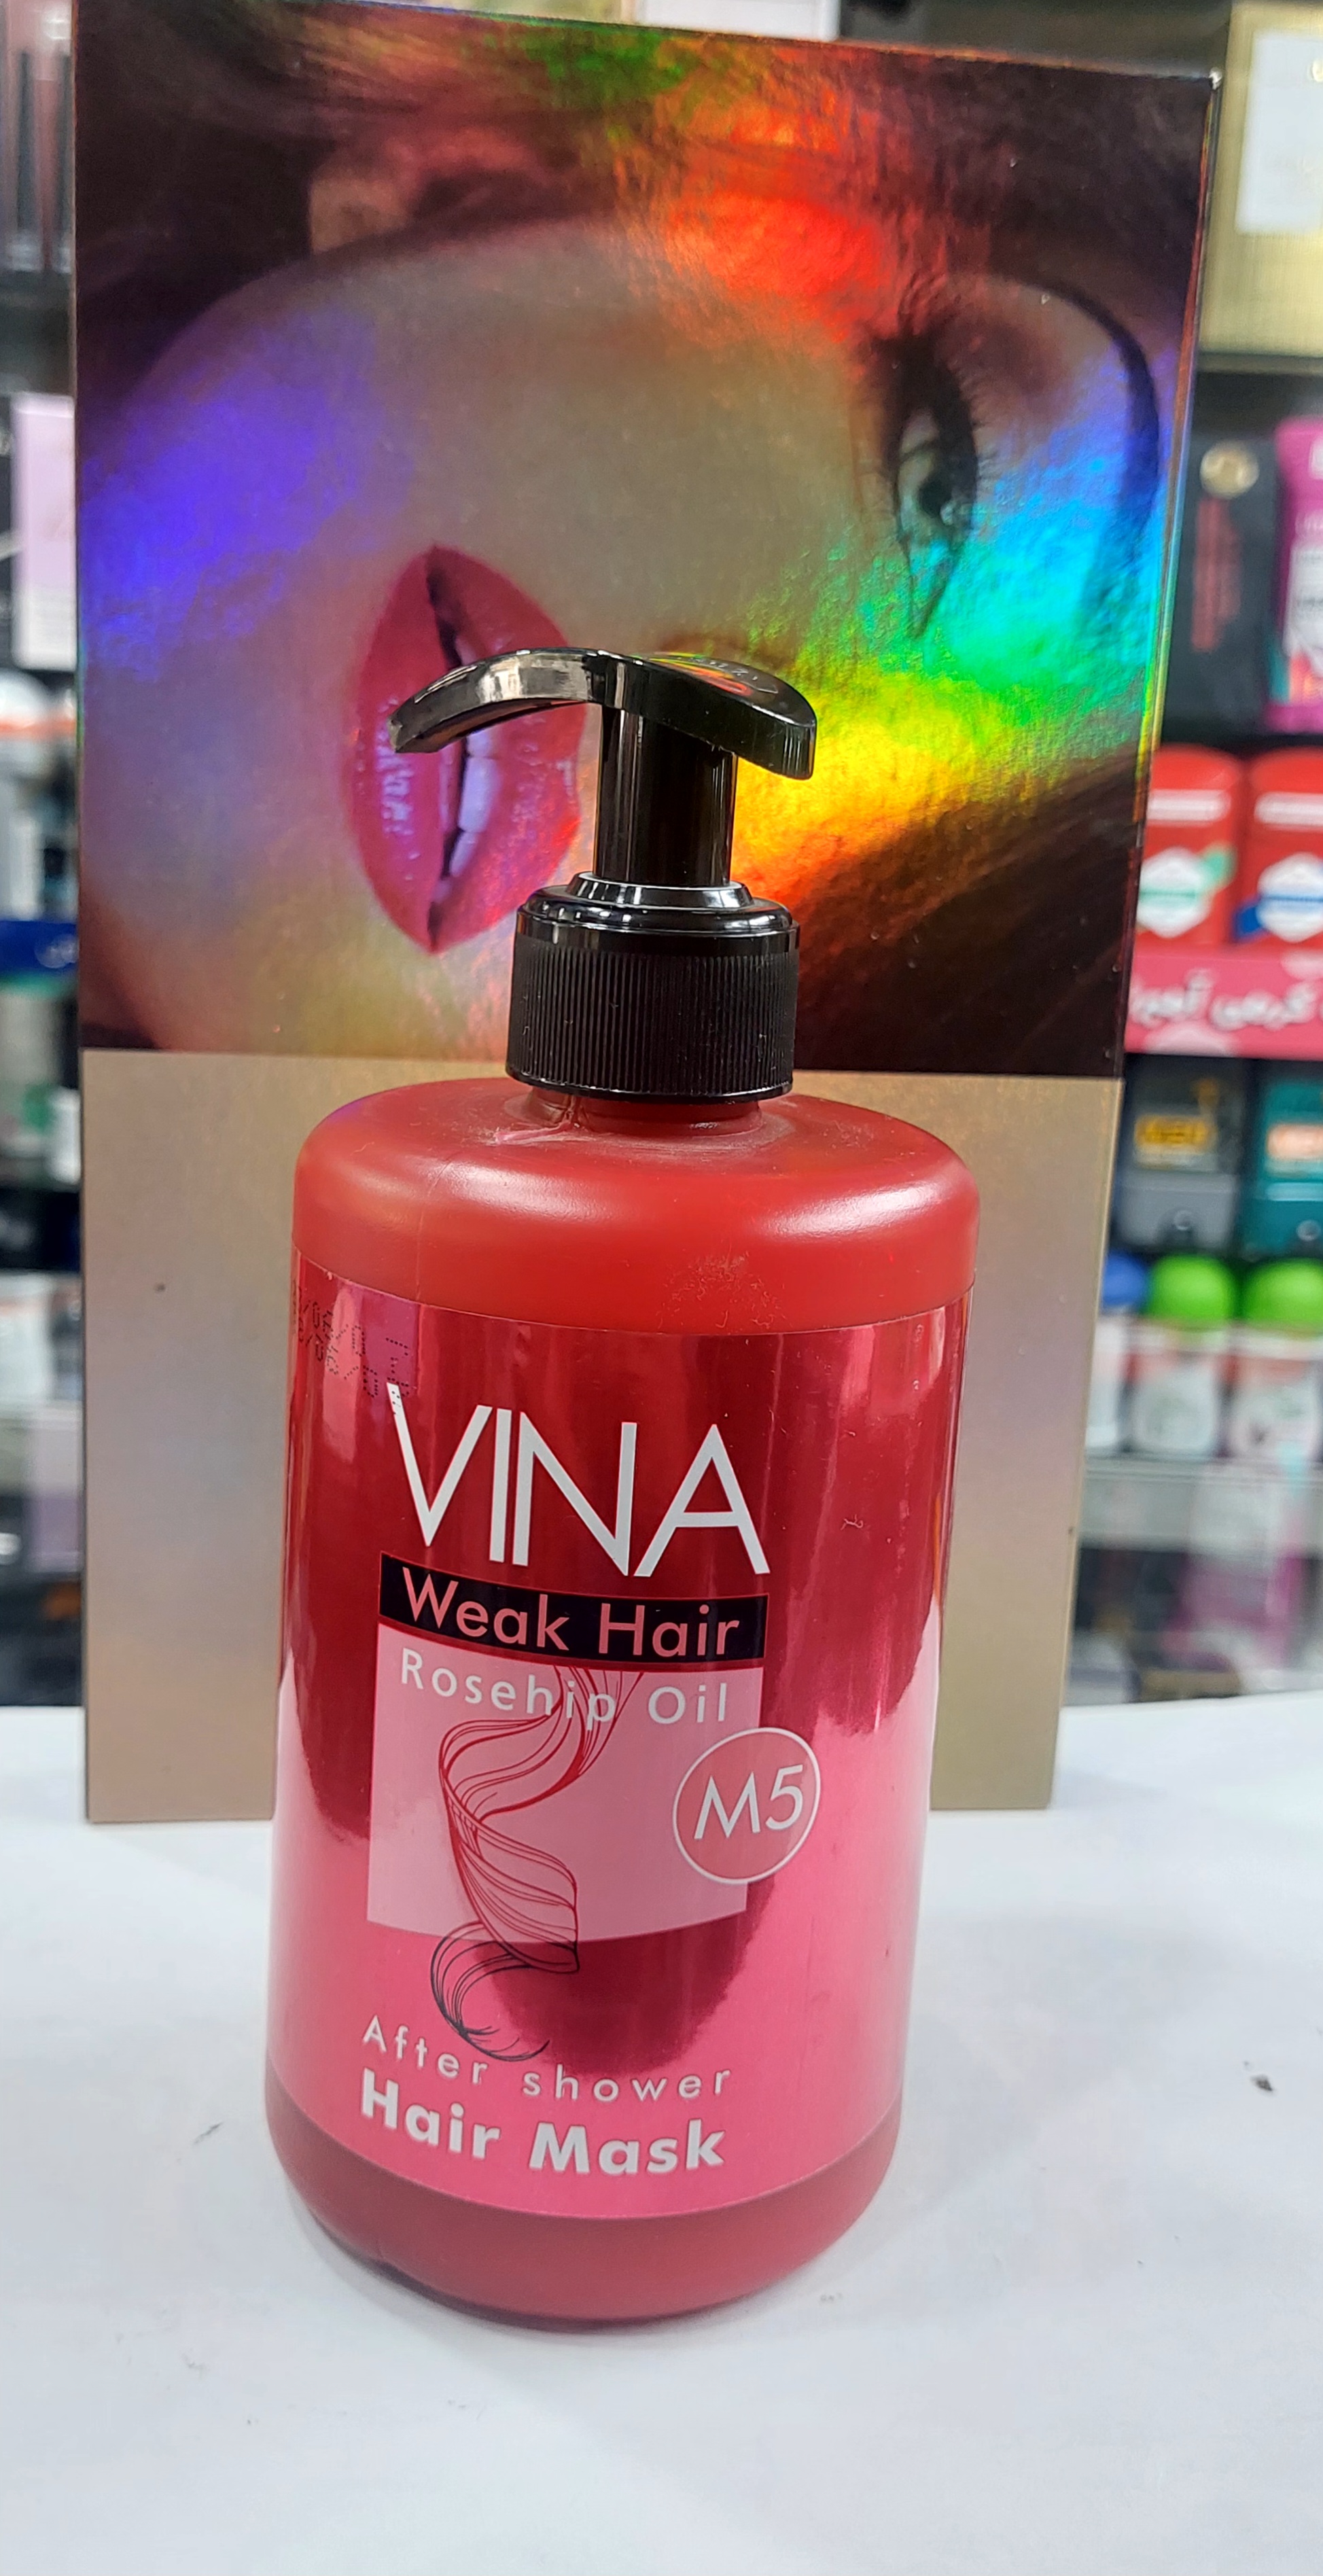 VINA
Weak Hair
Rosehip Oil
M5
After shower
Hair Mask